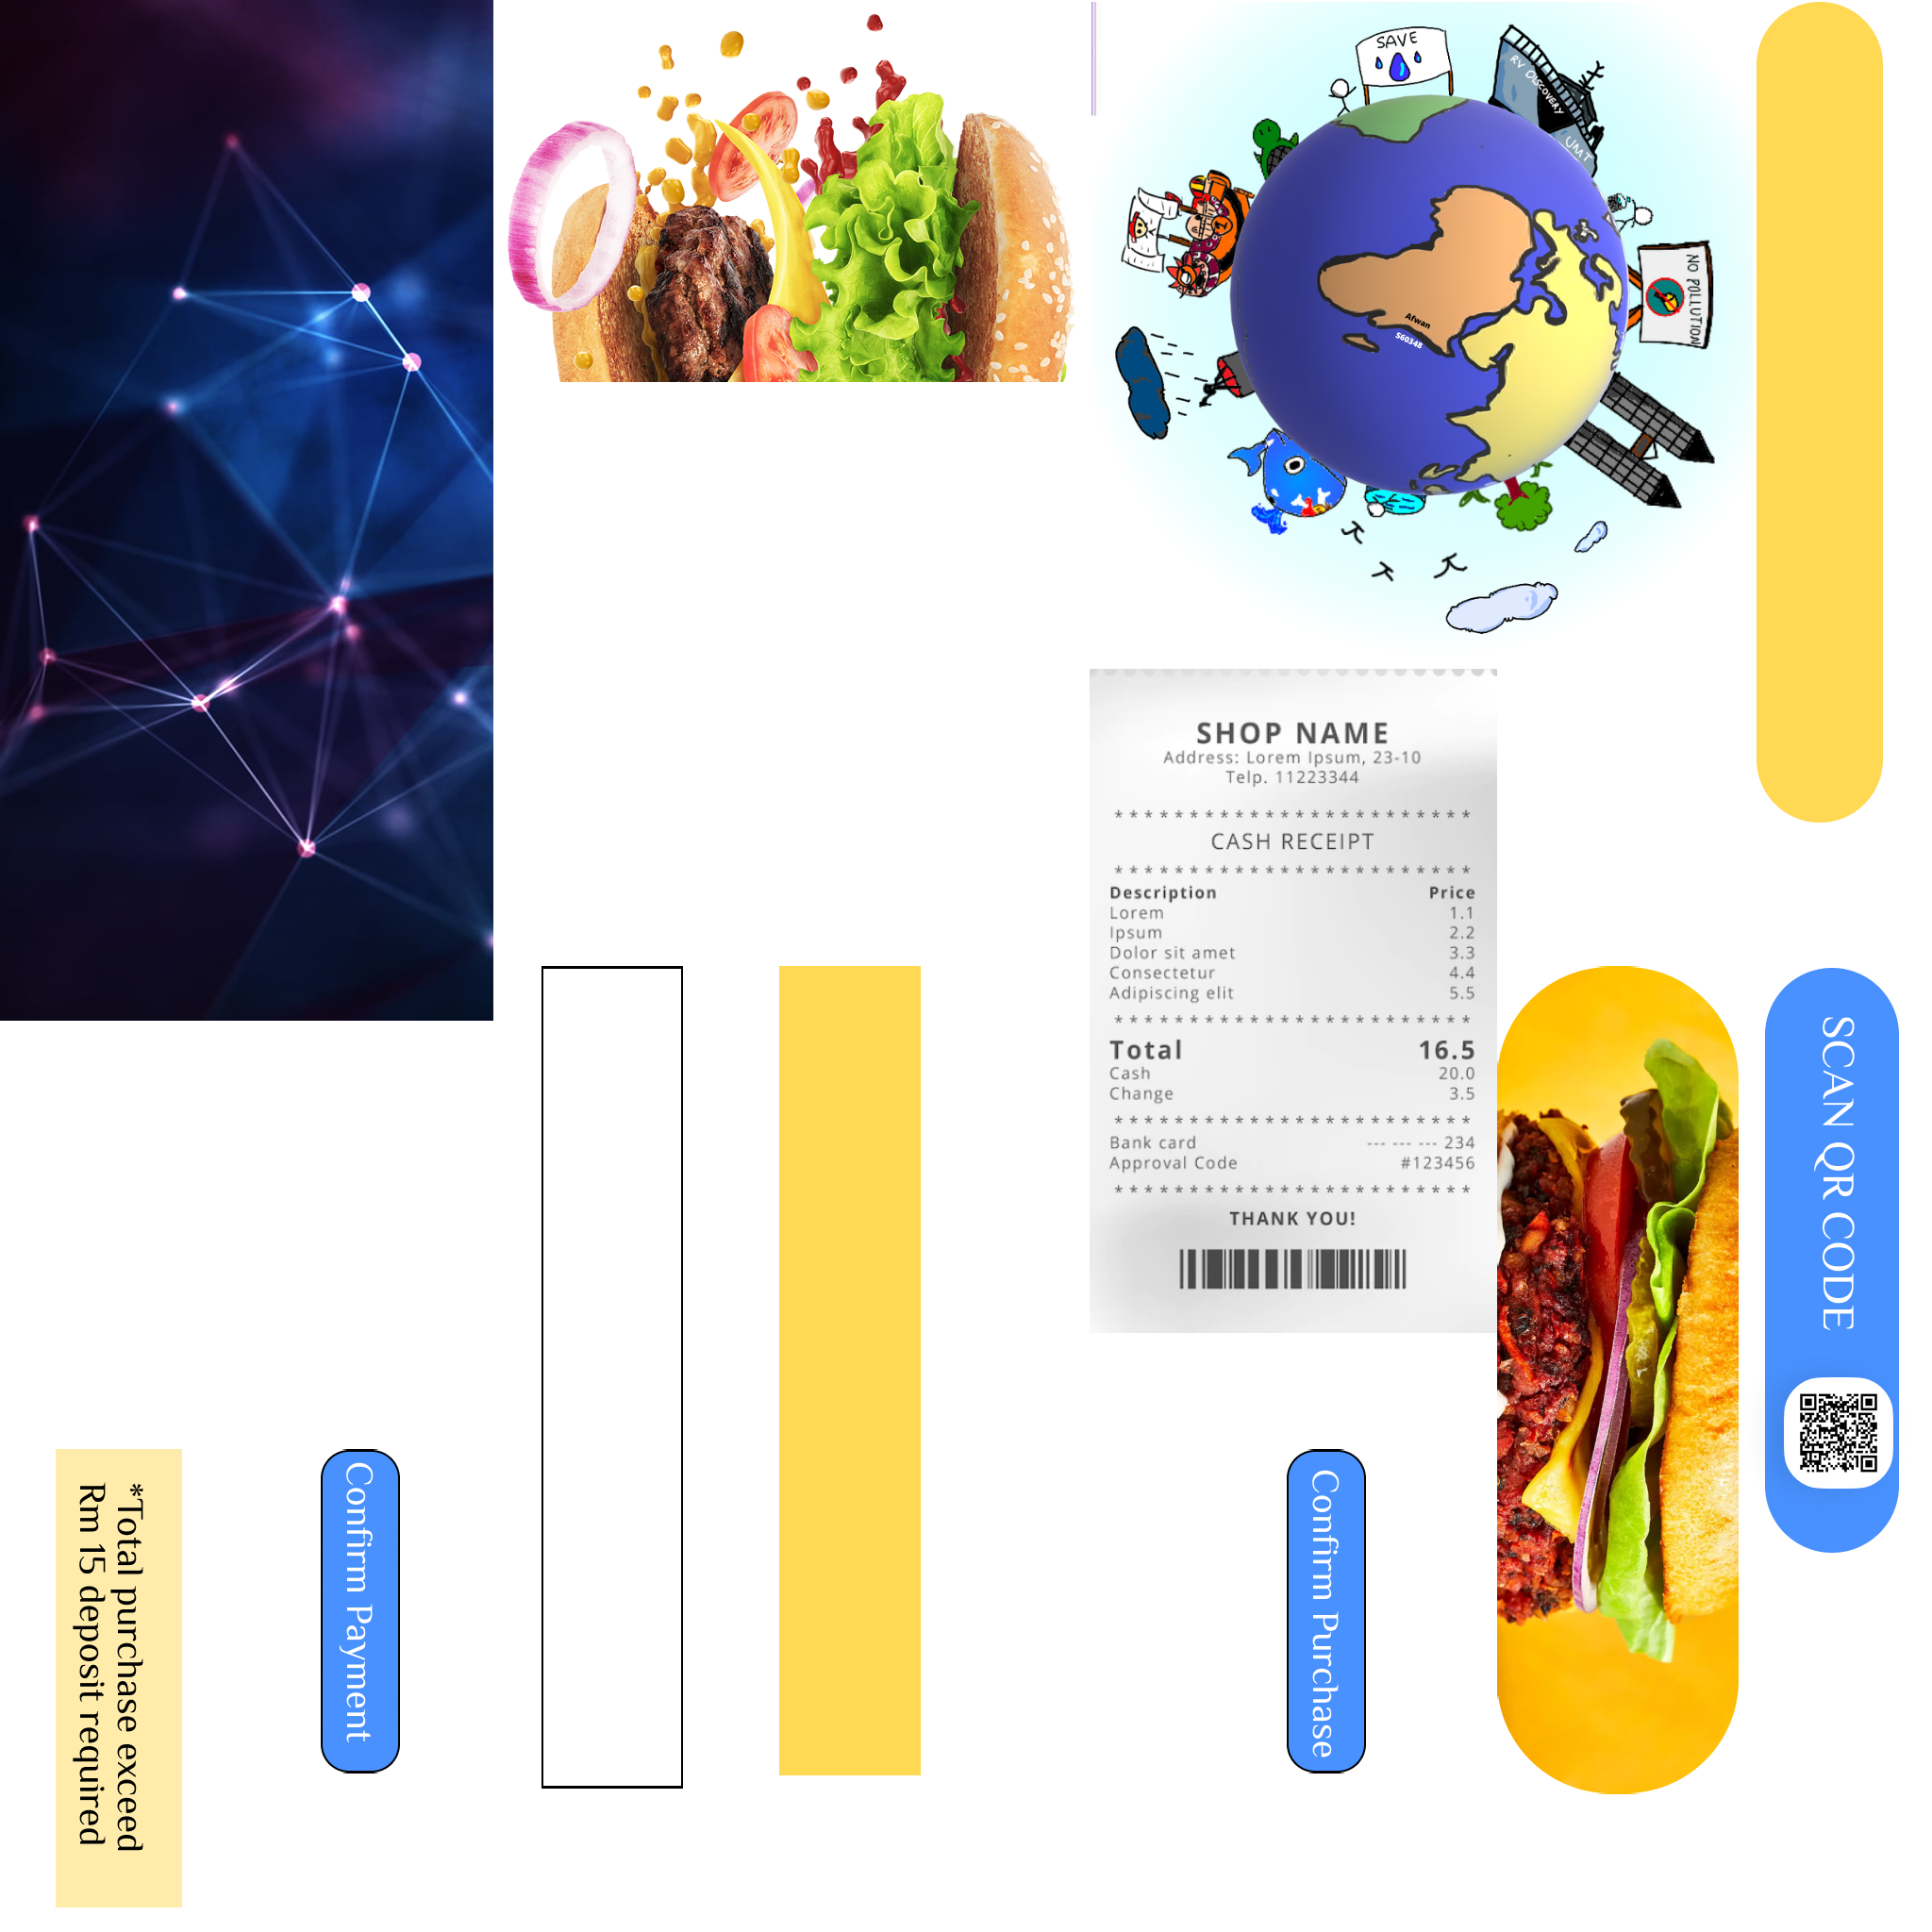 SAVE
RV DISCOVERY
UMT
NO POLLUTION
Afwan
S60348
SHOP NAME
Address: Lorem Ipsum, 23-10
Telp. 11223344
* * * * * * * * * * * * * * * * * * * * * * * *
CASH RECEIPT
* * * * * * * * * * * * * * * * * * * * * * * *
Description Price
Lorem 1.1
Ipsum 2.2
Dolor sit amet 3.3
Consectetur 4.4
Adipiscing elit 5.5
* * * * * * * * * * * * * * * * * * * * * * * *
Total 16.5
Cash 20.0
Change 3.5
* * * * * * * * * * * * * * * * * * * * * * * *
Bank card --- --- --- 234
Approval Code #123456
* * * * * * * * * * * * * * * * * * * * * * * *
THANK YOU!
SCAN QR CODE
*Total purchase exceed
Rm 15 deposit required
Confirm Payment
Confirm Purchase